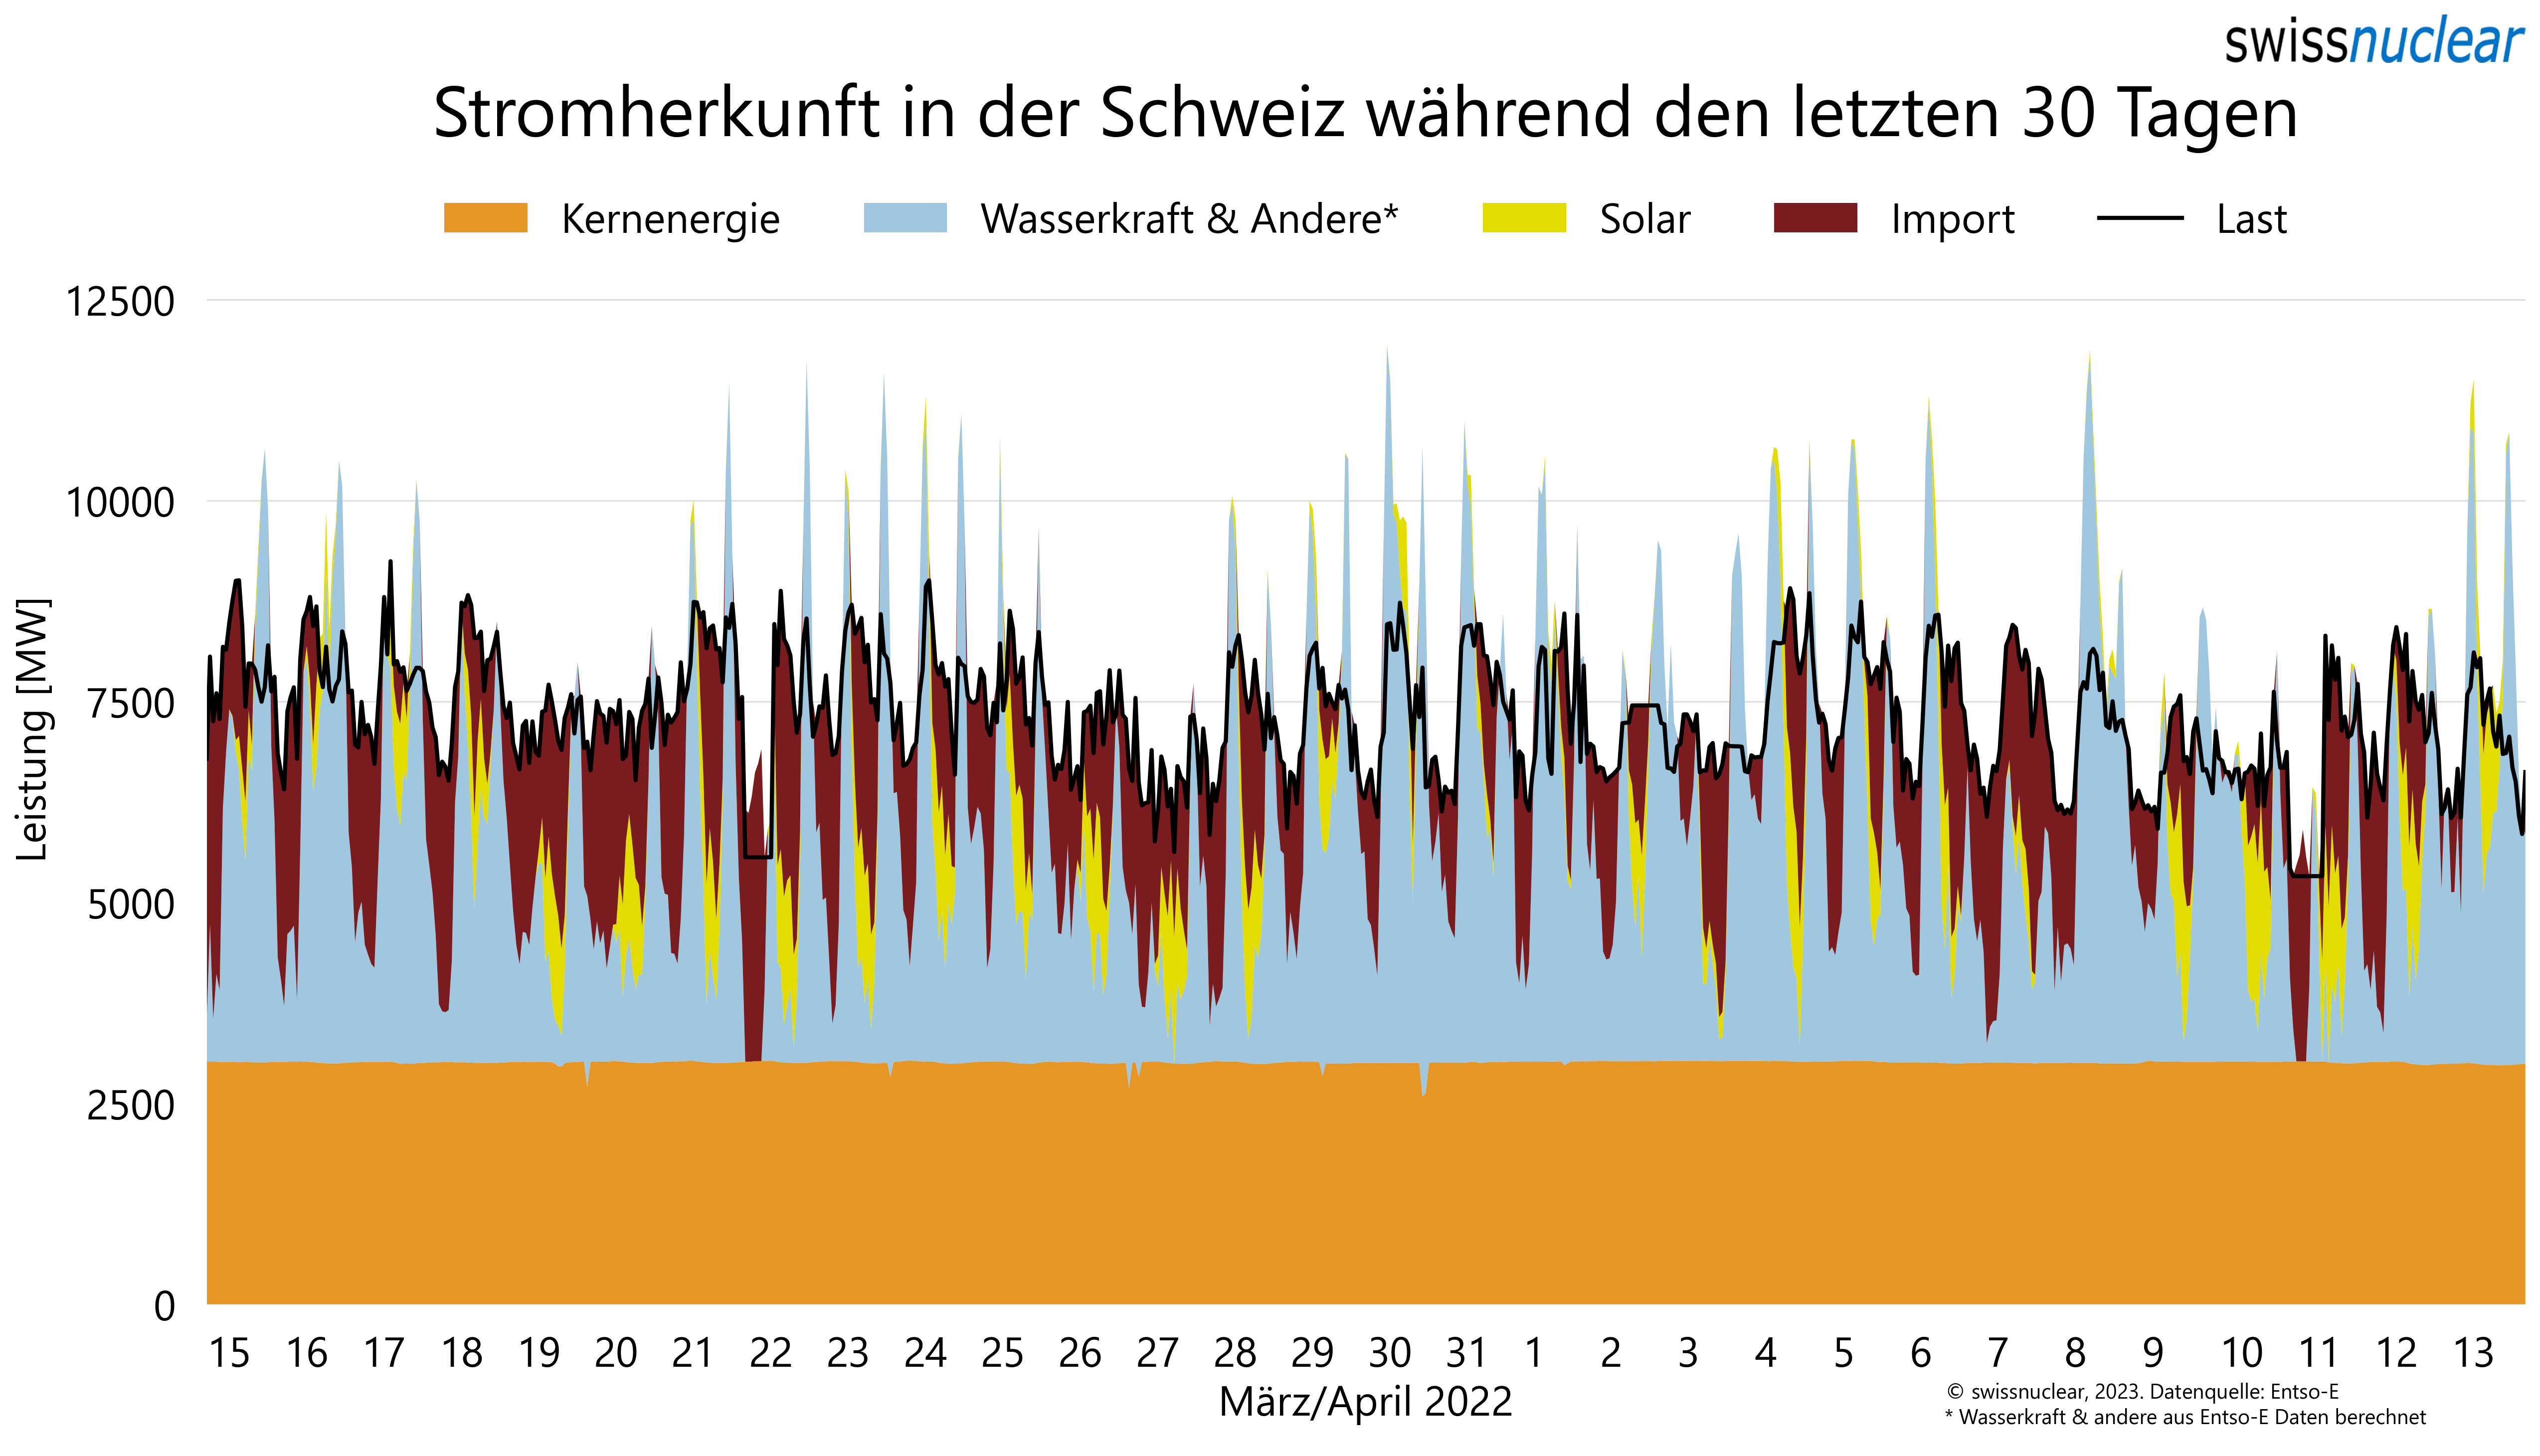 swissnuclear
Stromherkunft in der Schweiz während den letzten 30 Tagen
Kernenergie Wasserkraft & Andere* Solar Import Last
12500
10000
7500
5000
2500
0
Leistung [MW]
15 16 17 18 19 20 21 22 23 24 25 26 27 28 29 30 31 1 2 3 4 5 6 7 8 9 10 11 12 13
März/April 2022
© swissnuclear, 2023. Datenquelle: Entso-E
* Wasserkraft & andere aus Entso-E Daten berechnet